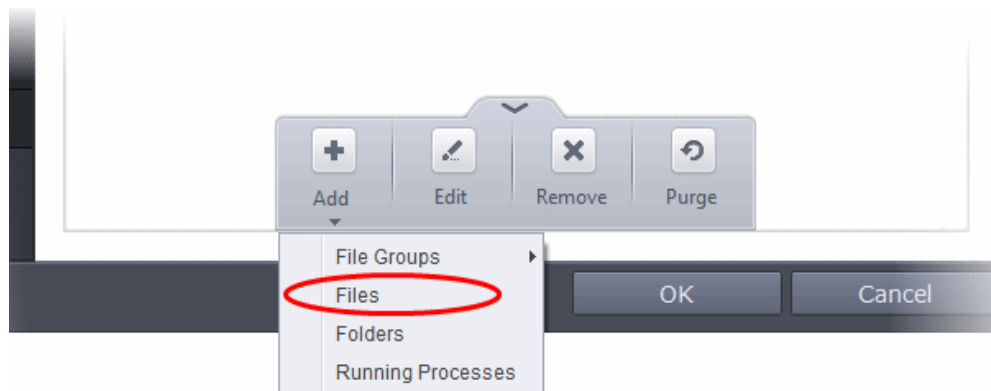 Add Edit Remove Purge
File Groups
Files
OK Cancel
Folders
Running Processes